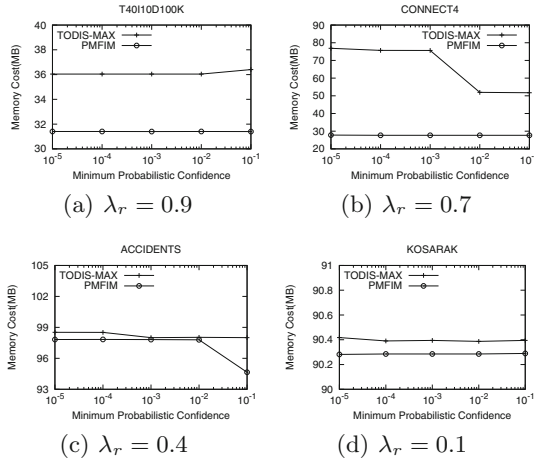 T40I10D100K
Memory Cost(MB)
40
38
36
34
32
30
TODIS-MAX
PMFIM
10^-5 10^-4 10^-3 10^-2 10^-1
Minimum Probabilistic Confidence
(a) λ_r = 0.9
CONNECT4
Memory Cost(MB)
90
80
70
60
50
40
30
20
TODIS-MAX
PMFIM
10^-5 10^-4 10^-3 10^-2 10^-1
Minimum Probabilistic Confidence
(b) λ_r = 0.7
ACCIDENTS
Memory Cost(MB)
105
102
99
96
93
TODIS-MAX
PMFIM
10^-5 10^-4 10^-3 10^-2 10^-1
Minimum Probabilistic Confidence
(c) λ_r = 0.4
KOSARAK
Memory Cost(MB)
91
90.8
90.6
90.4
90.2
90
TODIS-MAX
PMFIM
10^-5 10^-4 10^-3 10^-2 10^-1
Minimum Probabilistic Confidence
(d) λ_r = 0.1